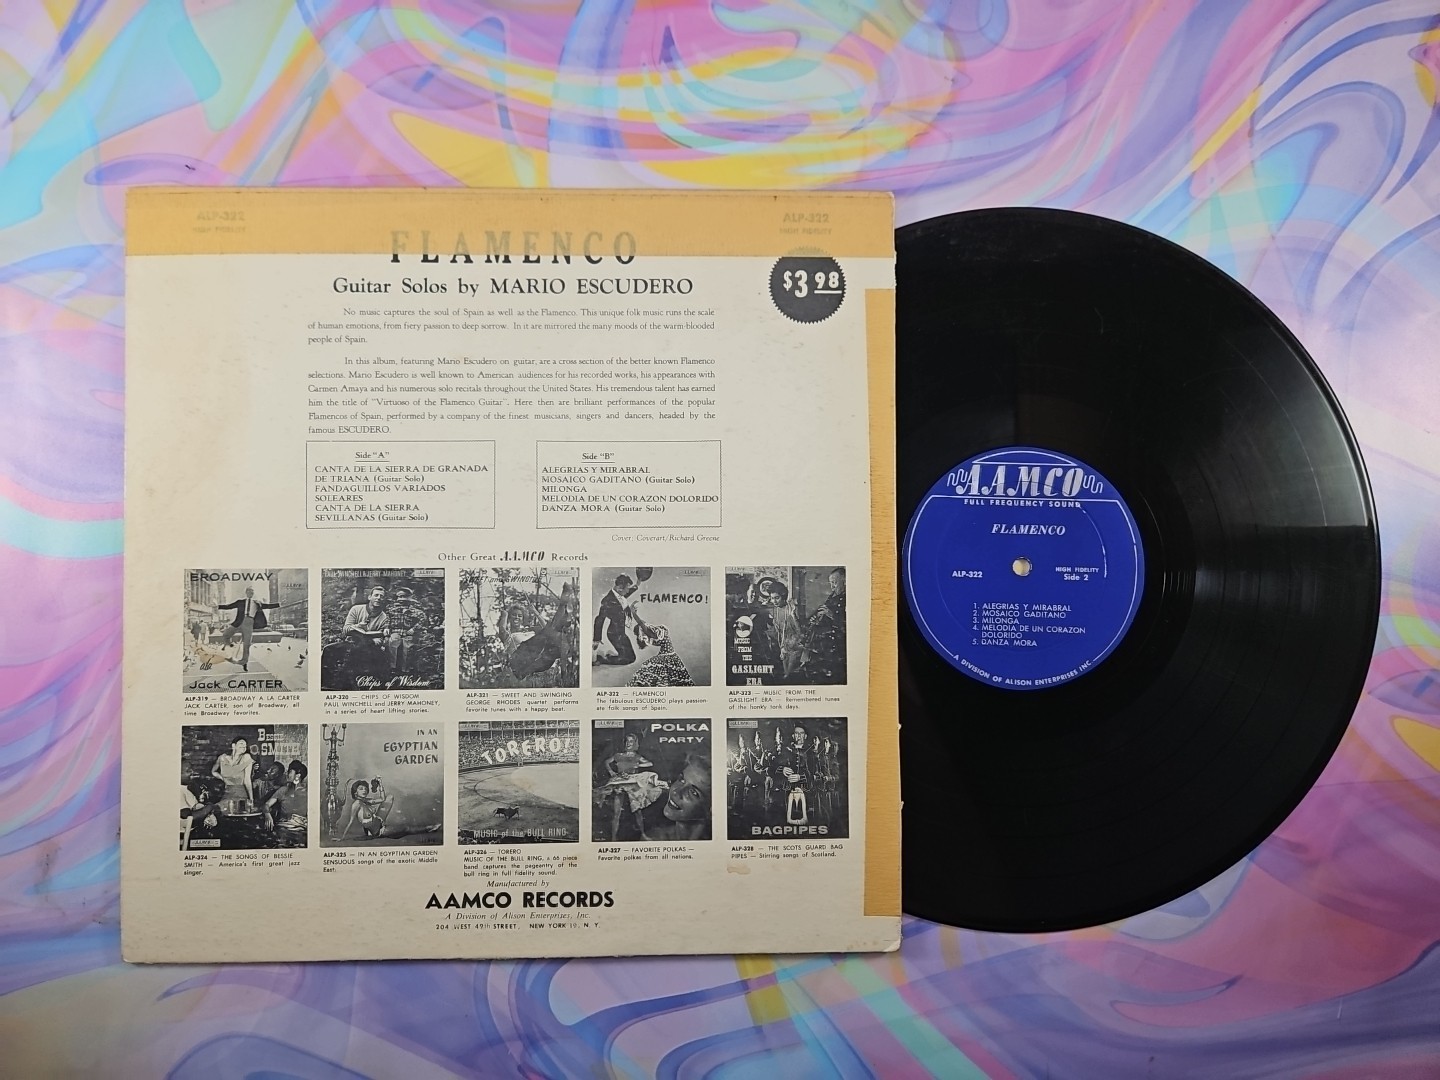 ALP-322
HIGH FIDELITY
ALP-322
HIGH FIDELITY
FLAMENCO
Guitar Solos by MARIO ESCUDERO
$3.98
No music captures the soul of Spain as well as the Flamenco. This unique folk music runs the scale
of human emotions, from fiery passion to deep sorrow. In it are mirrored the many moods of the warm-blooded
people of Spain.
In this album, featuring Mario Escudero on guitar, are a cross section of the better known Flamenco
selections. Mario Escudero is well known to American audiences for his recorded works, his appearances with
Carmen Amaya and his numerous solo recitals throughout the United States. His tremendous talent has earned
him the title of "Virtuoso of the Flamenco Guitar". Here then are brilliant performances of the popular
Flamencos of Spain, performed by a company of the finest musicians, singers and dancers, headed by the
famous ESCUDERO.
Side "A"
CANTA DE LA SIERRA DE GRANADA
DE TRIANA (Guitar Solo)
FANDAGUILLOS VARIADOS
SOLEARES
CANTA DE LA SIERRA
SEVILLANAS (Guitar Solo)
Side "B"
ALEGRIAS Y MIRABRAL
MOSAICO GADITANO (Guitar Solo)
MILONGA
MELODIA DE UN CORAZON DOLORIDO
DANZA MORA (Guitar Solo)
Cover: Coverart/Richard Greene
Other Great AAMCO Records
BROADWAY
ala
Jack CARTER
PAUL WINCHELL & JERRY MAHONEY
Chips of Wisdom
SWEET and SWINGING
FLAMENCO!
MUSIC
FROM
THE
GASLIGHT
ERA
ALP-319 — BROADWAY A LA CARTER
JACK CARTER, son of Broadway, all
time Broadway favorites.
ALP-320 — CHIPS OF WISDOM
PAUL WINCHELL and JERRY MAHONEY,
in a series of heart lifting stories.
ALP-321 — SWEET AND SWINGING
GEORGE RHODES quartet performs
favorite tunes with a happy beat.
ALP-322 — FLAMENCO!
The fabulous ESCUDERO plays passion-
ate folk songs of Spain.
ALP-323 — MUSIC FROM THE
GASLIGHT ERA — Remembered tunes
of the honky tonk days.
IN AN
EGYPTIAN
GARDEN
TORERO!
MUSIC of the BULL RING
POLKA
PARTY
BAGPIPES
ALP-324 — THE SONGS OF BESSIE
SMITH — America's first great jazz
singer.
ALP-325 — IN AN EGYPTIAN GARDEN
SENSUOUS songs of the exotic Middle
East.
ALP-326 — TORERO
MUSIC OF THE BULL RING, a 66 piece
band captures the pageantry of the
bull ring in full fidelity sound.
ALP-327 — FAVORITE POLKAS —
Favorite polkas from all nations.
ALP-328 — THE SCOTS GUARD BAG
PIPES — Stirring songs of Scotland.
Manufactured by
AAMCO RECORDS
A Division of Alison Enterprises, Inc.
204 WEST 49th STREET, NEW YORK 19, N. Y.
AAMCO
FULL FREQUENCY SOUND
FLAMENCO
ALP-322
HIGH FIDELITY
Side 2
1. ALEGRIAS Y MIRABRAL
2. MOSAICO GADITANO
3. MILONGA
4. MELODIA DE UN CORAZON
DOLORIDO
5. DANZA MORA
A DIVISION OF ALISON ENTERPRISES INC.